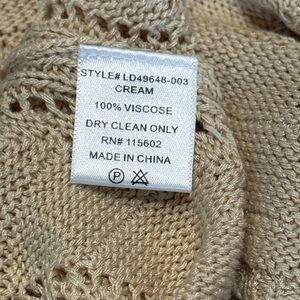 STYLE# LD49648-003
CREAM
100% VISCOSE
DRY CLEAN ONLY
RN# 115602
MADE IN CHINA
P